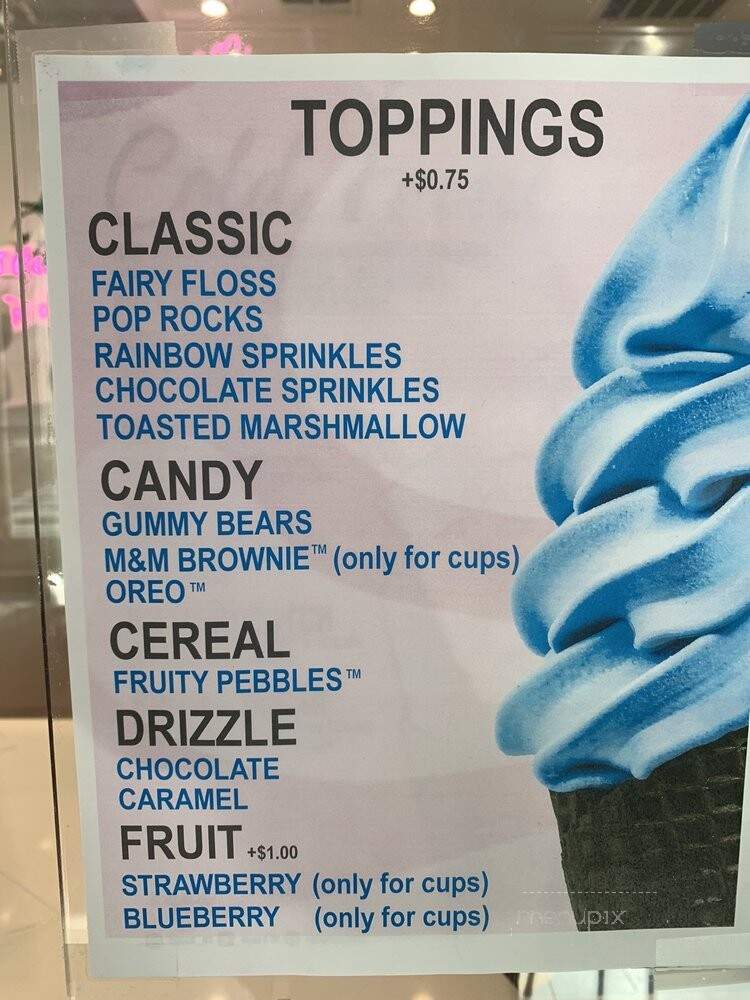 TOPPINGS
+$0.75
CLASSIC
FAIRY FLOSS
POP ROCKS
RAINBOW SPRINKLES
CHOCOLATE SPRINKLES
TOASTED MARSHMALLOW
CANDY
GUMMY BEARS
M&M BROWNIE™ (only for cups)
OREO™
CEREAL
FRUITY PEBBLES™
DRIZZLE
CHOCOLATE
CARAMEL
FRUIT +$1.00
STRAWBERRY (only for cups)
BLUEBERRY (only for cups)
menupix